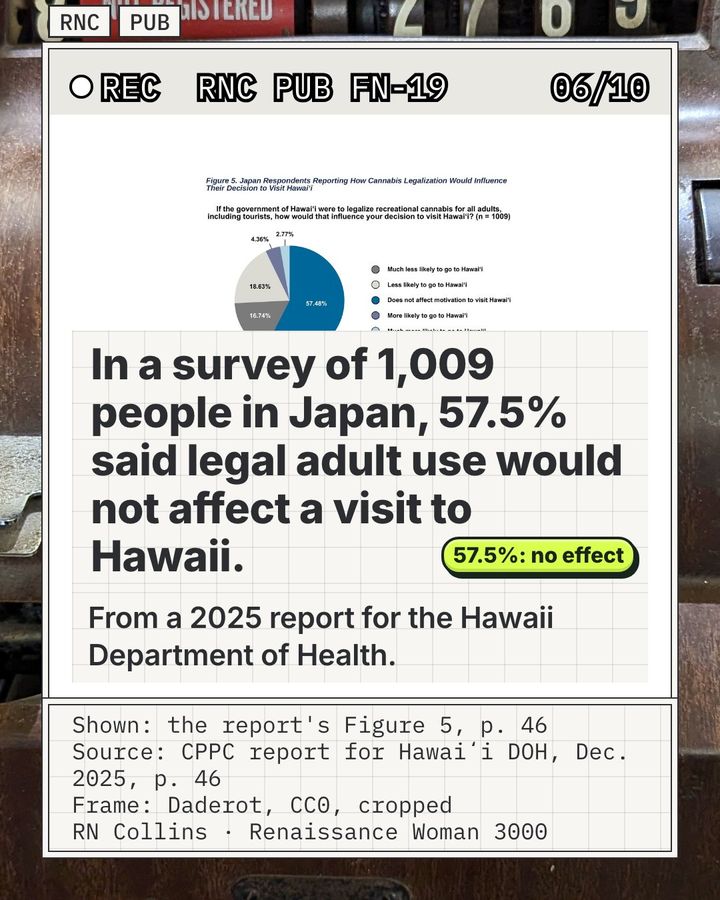 REGISTERED
2 7 6 9
RNC PUB
REC RNC PUB FN-19 06/10
Figure 5. Japan Respondents Reporting How Cannabis Legalization Would Influence
Their Decision to Visit Hawaiʻi
If the government of Hawaiʻi were to legalize recreational cannabis for all adults,
including tourists, how would that influence your decision to visit Hawaiʻi? (n = 1009)
4.36% 2.77%
18.63%
57.48%
16.74%
Much less likely to go to Hawaiʻi
Less likely to go to Hawaiʻi
Does not affect motivation to visit Hawaiʻi
More likely to go to Hawaiʻi
In a survey of 1,009
people in Japan, 57.5%
said legal adult use would
not affect a visit to
Hawaii.
57.5%: no effect
From a 2025 report for the Hawaii
Department of Health.
Shown: the report's Figure 5, p. 46
Source: CPPC report for Hawaiʻi DOH, Dec.
2025, p. 46
Frame: Daderot, CC0, cropped
RN Collins · Renaissance Woman 3000